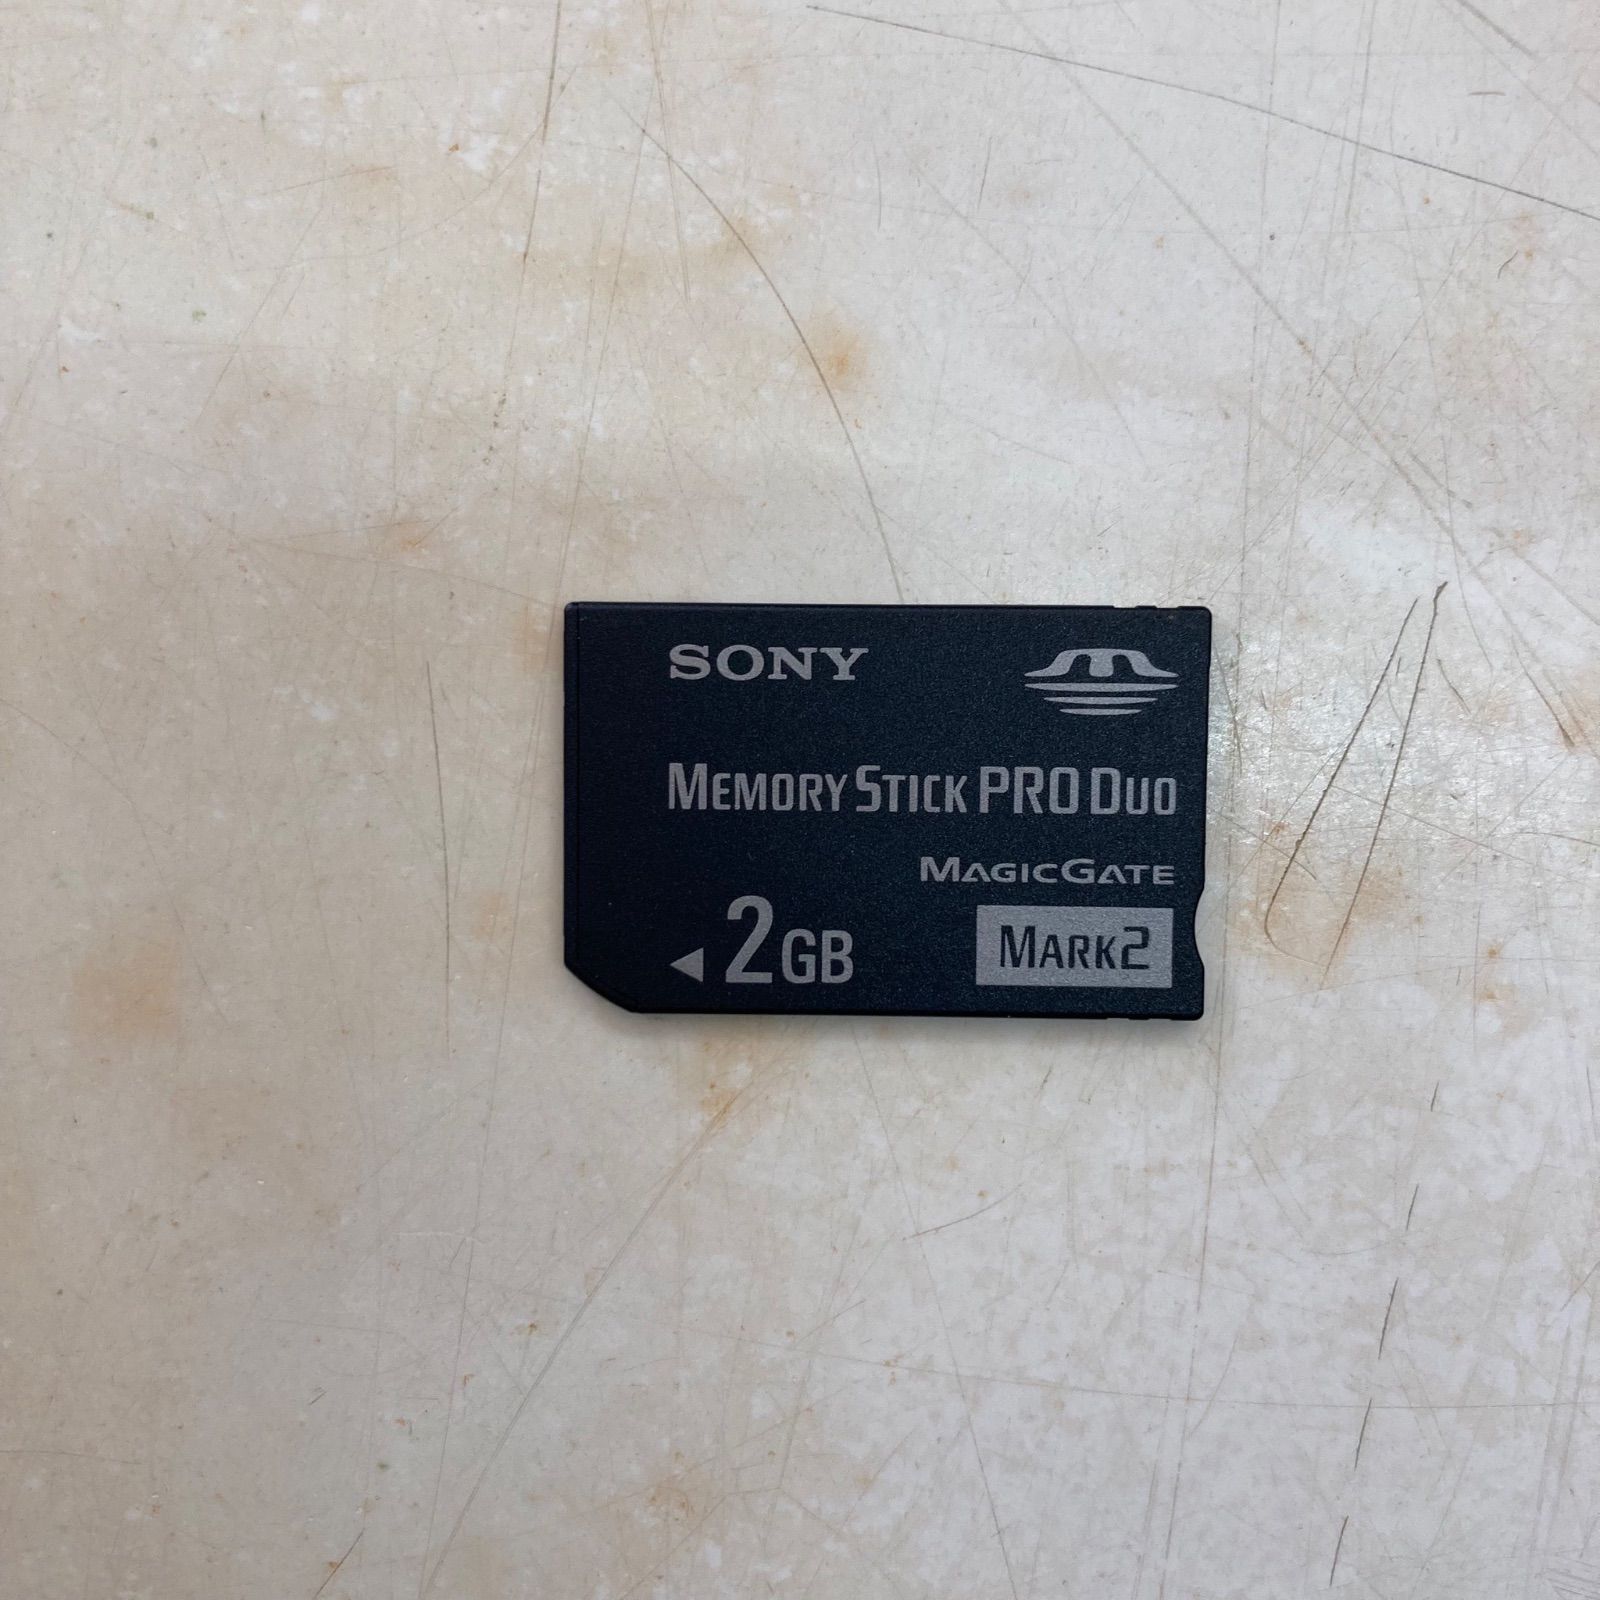 SONY
MEMORY STICK PRO DUO
MAGICGATE
2GB
MARK2